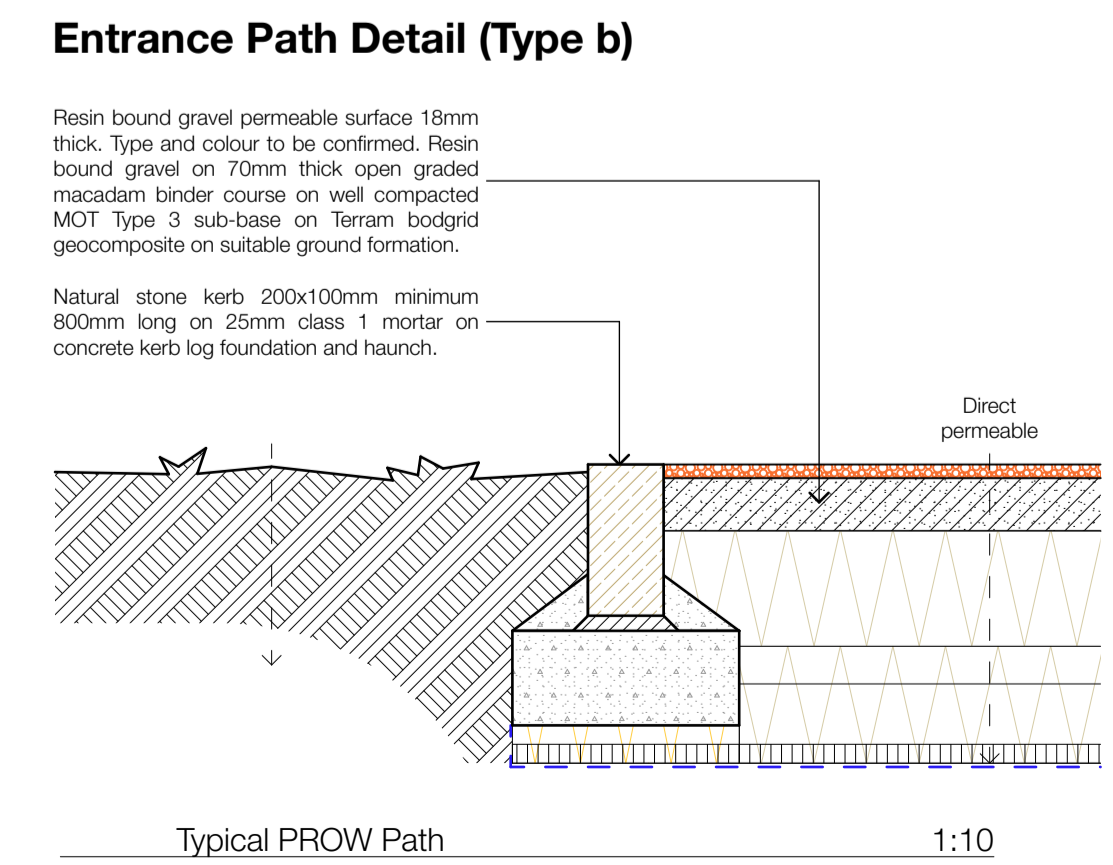 Entrance Path Detail (Type b)
Resin bound gravel permeable surface 18mm
thick. Type and colour to be confirmed. Resin
bound gravel on 70mm thick open graded
macadam binder course on well compacted
MOT Type 3 sub-base on Terram bodgrid
geocomposite on suitable ground formation.
Natural stone kerb 200x100mm minimum
800mm long on 25mm class 1 mortar on
concrete kerb log foundation and haunch.
Direct
permeable
Typical PROW Path 1:10